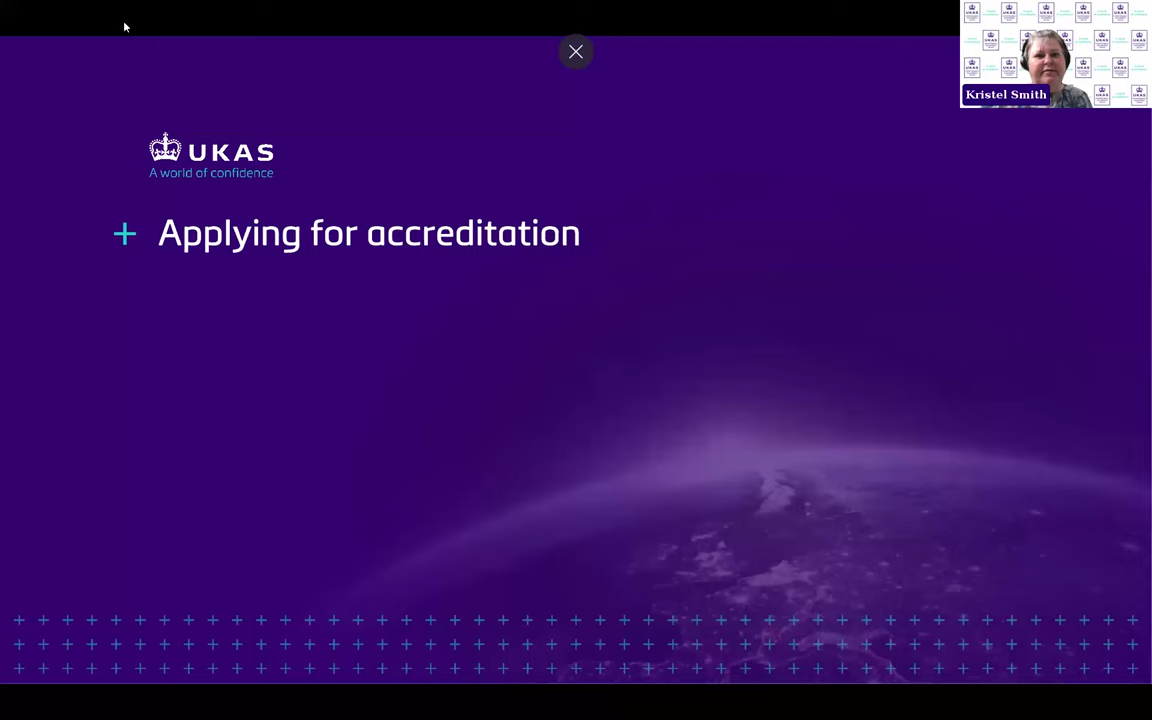 UKAS
A world of confidence
+ Applying for accreditation
Kristel Smith